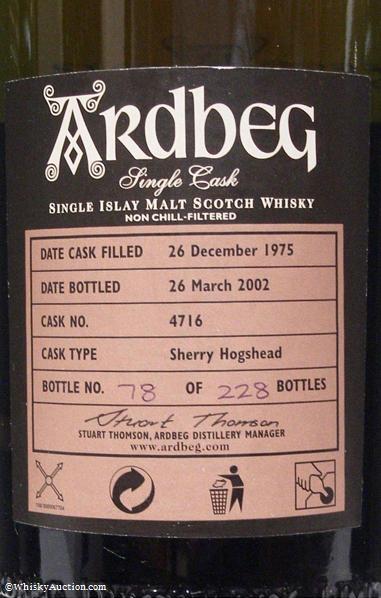 ARDBEG
Single Cask
SINGLE ISLAY MALT SCOTCH WHISKY
NON CHILL-FILTERED
DATE CASK FILLED 26 December 1975
DATE BOTTLED 26 March 2002
CASK NO. 4716
CASK TYPE Sherry Hogshead
BOTTLE NO. 78 OF 228 BOTTLES
Stuart Thomson
STUART THOMSON, ARDBEG DISTILLERY MANAGER
www.ardbeg.com
©WhiskyAuction.com